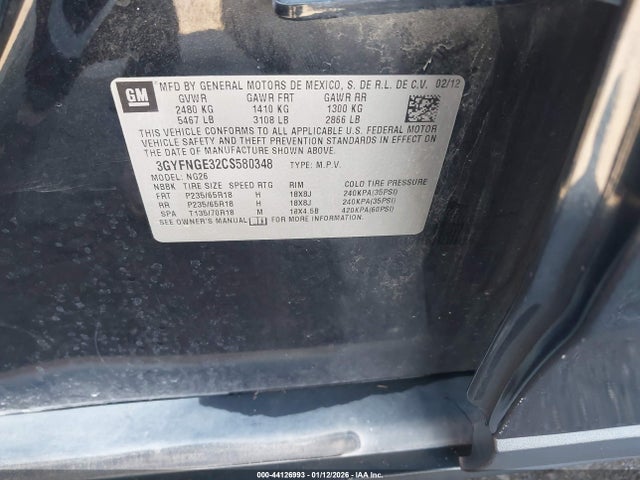 GM
MFD BY GENERAL MOTORS DE MEXICO, S. DE R.L. DE C.V. 02/12
GVWR GAWR FRT GAWR RR
2480 KG 1410 KG 1300 KG
5467 LB 3108 LB 2866 LB
THIS VEHICLE CONFORMS TO ALL APPLICABLE U.S. FEDERAL MOTOR
VEHICLE SAFETY AND THEFT PREVENTION STANDARDS IN EFFECT
ON THE DATE OF MANUFACTURE SHOWN ABOVE.
3GYFNGE32CS580348 TYPE: M.P.V.
MODEL: NG26
NBBK TIRE SIZE SPEED RTG RIM COLD TIRE PRESSURE
FRT P235/65R18 H 18X8J 240KPA(35PSI)
RR P235/65R18 H 18X8J 240KPA(35PSI)
SPA T135/70R18 M 18X4.5B 420KPA(60PSI)
SEE OWNER'S MANUAL FOR MORE INFORMATION.
000-44126993 - 01/12/2026 - IAA Inc.